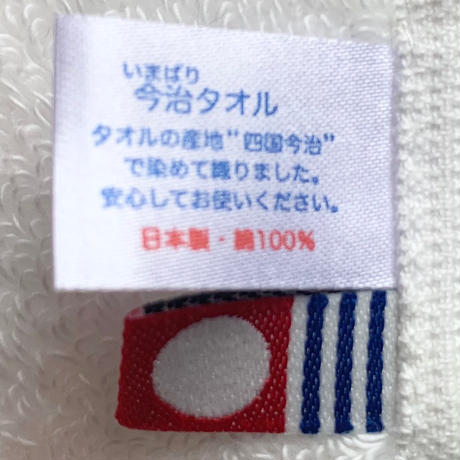 いまばり
今治タオル
タオルの産地"四国今治"
で染めて織りました。
安心してお使いください。
日本製・綿100%